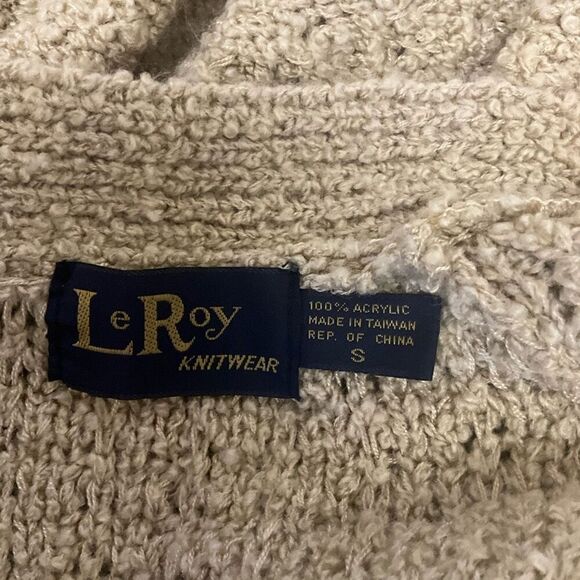 LeRoy
KNITWEAR
100% ACRYLIC
MADE IN TAIWAN
REP. OF CHINA
S